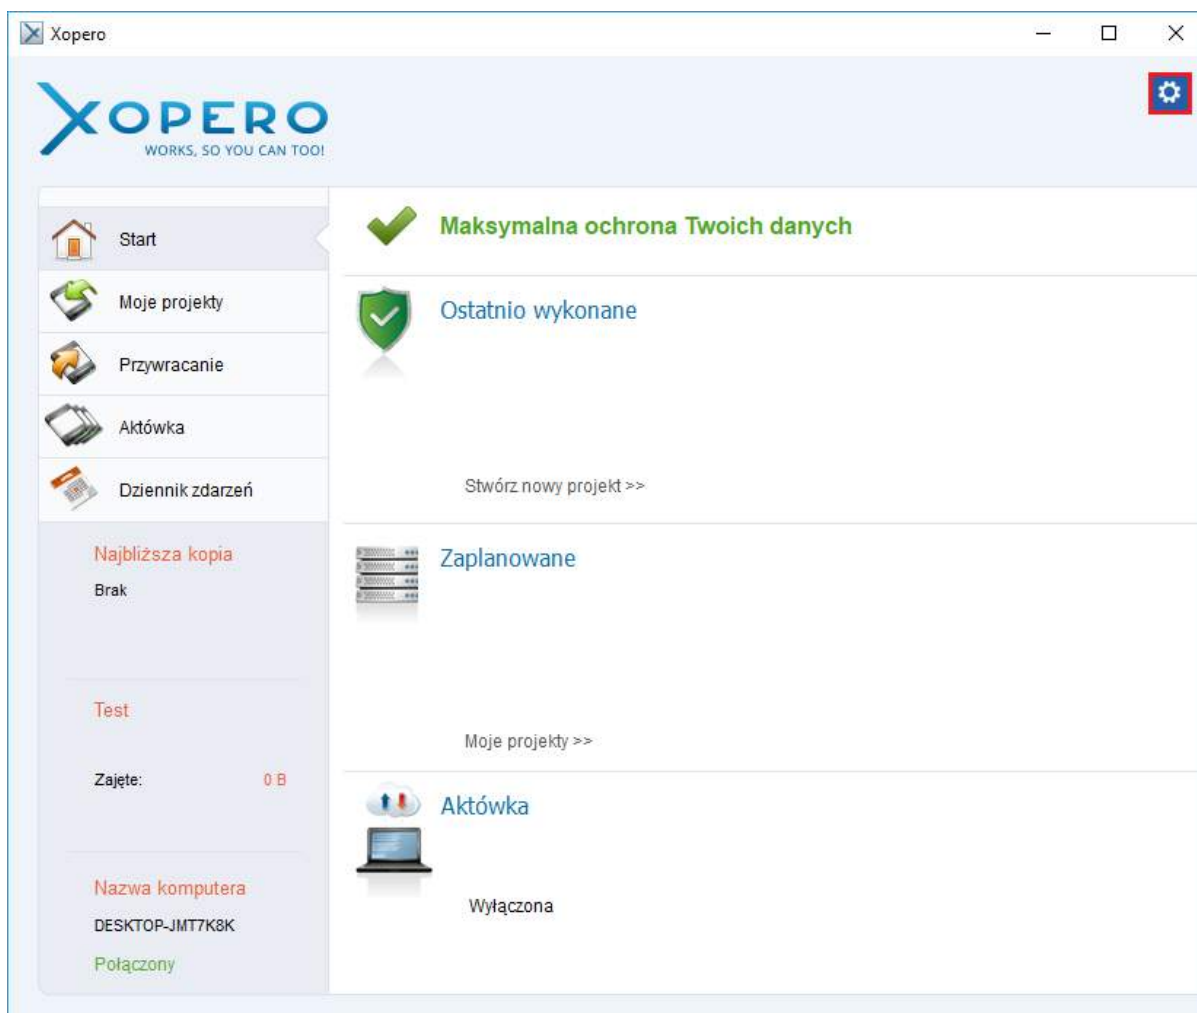 Xopero
XOPERO
WORKS, SO YOU CAN TOO!
Start
Moje projekty
Przywracanie
Aktówka
Dziennik zdarzeń
Najbliższa kopia
Brak
Test
Zajęte: 0 B
Nazwa komputera
DESKTOP-JMT7K8K
Połączony
Maksymalna ochrona Twoich danych
Ostatnio wykonane
Stwórz nowy projekt >>
Zaplanowane
Moje projekty >>
Aktówka
Wyłączona